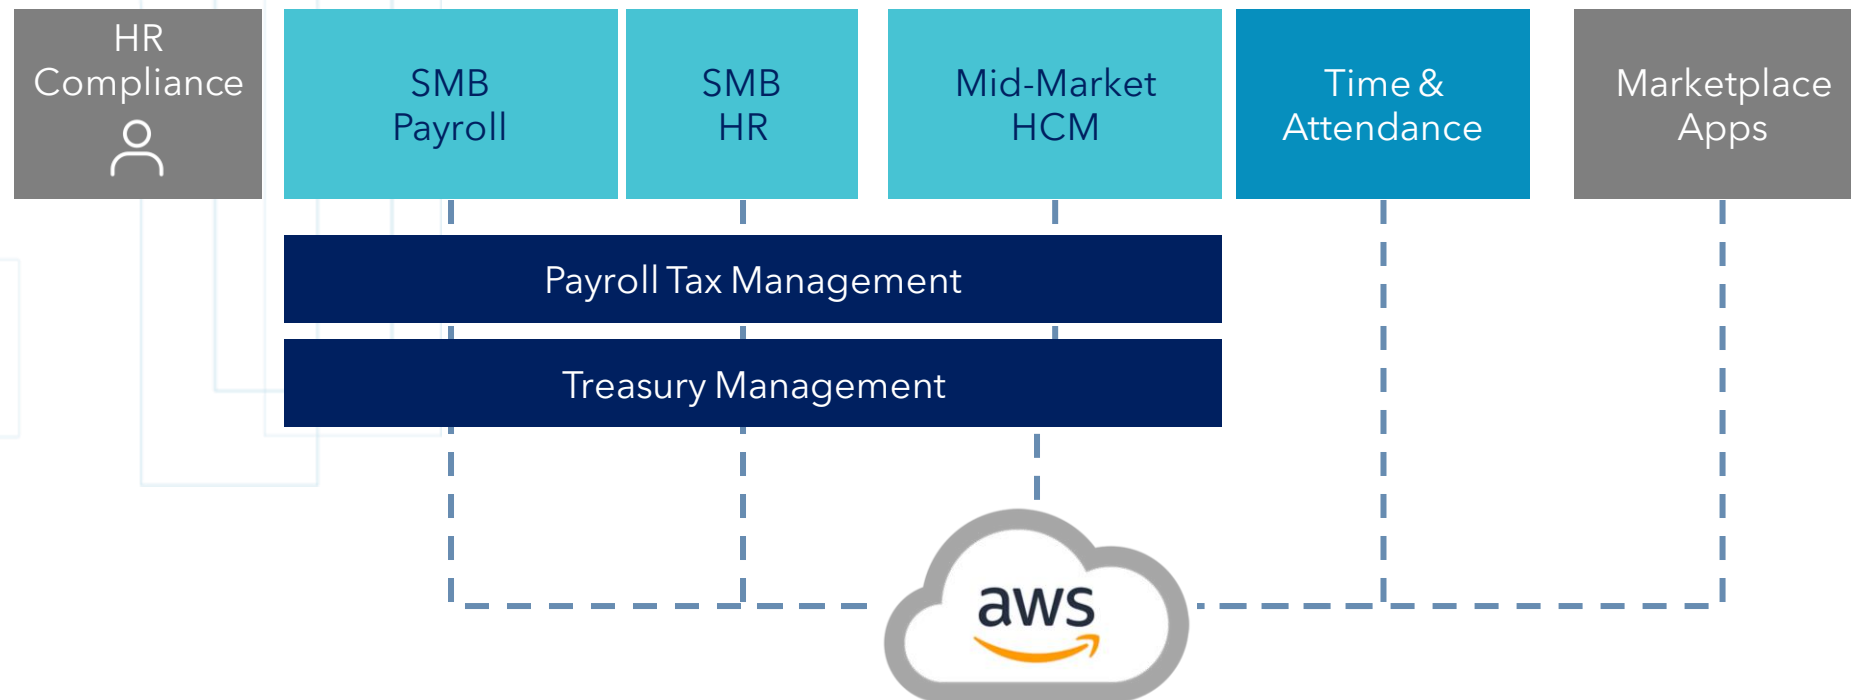 HR
Compliance
SMB
Payroll
SMB
HR
Mid-Market
HCM
Time &
Attendance
Marketplace
Apps
Payroll Tax Management
Treasury Management
aws